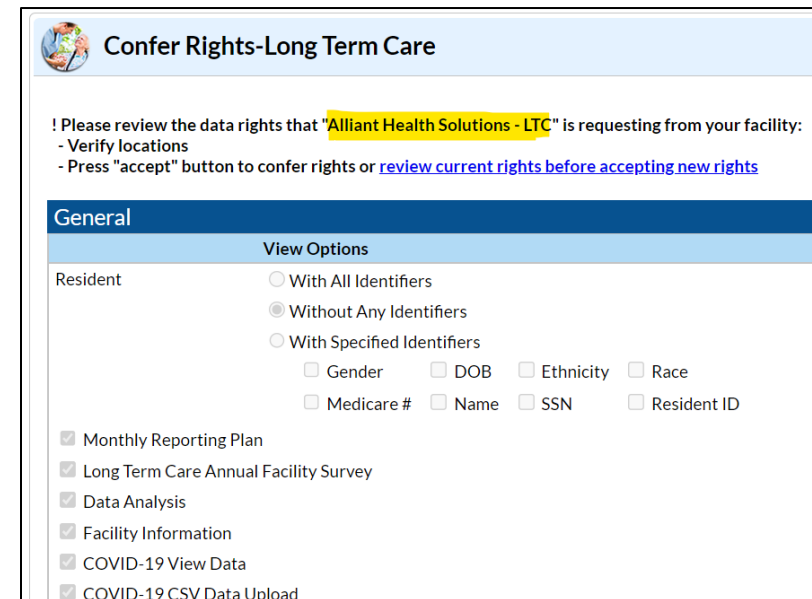 Confer Rights-Long Term Care
! Please review the data rights that "Alliant Health Solutions - LTC" is requesting from your facility:
- Verify locations
- Press "accept" button to confer rights or review current rights before accepting new rights
General
View Options
Resident With All Identifiers
Without Any Identifiers
With Specified Identifiers
Gender DOB Ethnicity Race
Medicare # Name SSN Resident ID
Monthly Reporting Plan
Long Term Care Annual Facility Survey
Data Analysis
Facility Information
COVID-19 View Data
COVID-19 CSV Data Upload